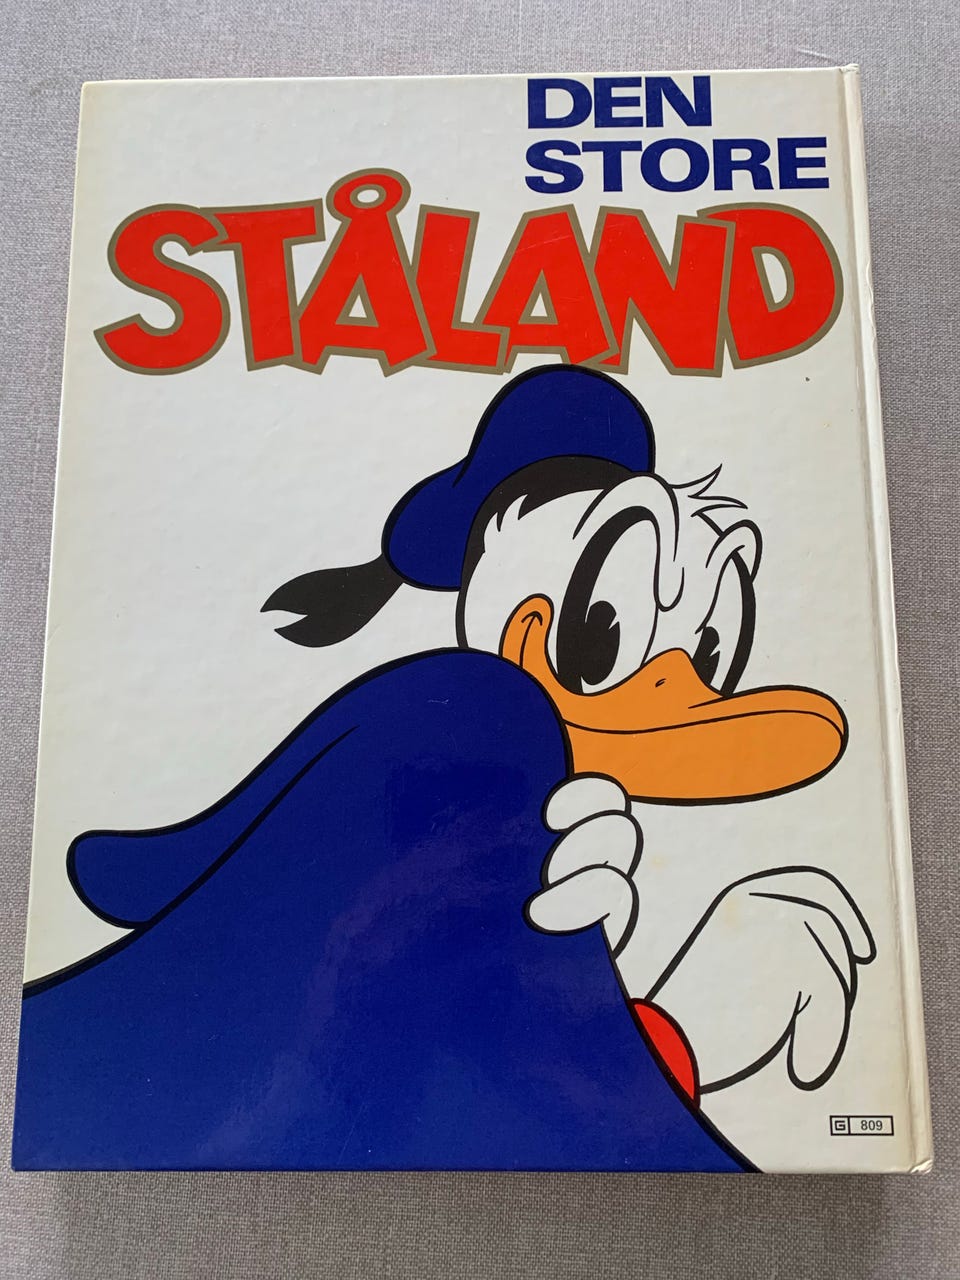 DEN
STORE
STÅLAND
G 809